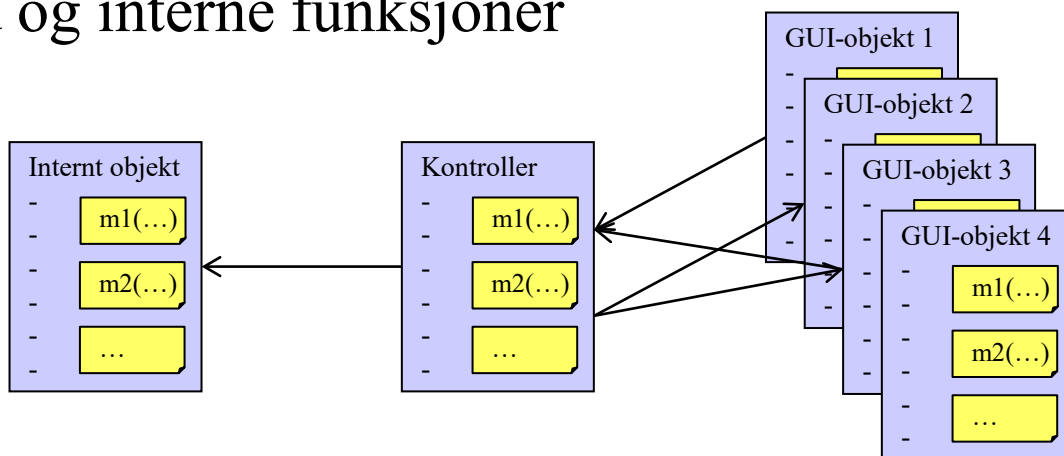 og interne funksjoner
Internt objekt
-
- m1(…)
-
- m2(…)
-
- …
Kontroller
-
- m1(…)
-
- m2(…)
-
- …
GUI-objekt 1
-
-
-
-
-
-
GUI-objekt 2
-
-
-
-
-
GUI-objekt 3
-
-
-
-
-
-
GUI-objekt 4
-
- m1(…)
-
- m2(…)
-
- …